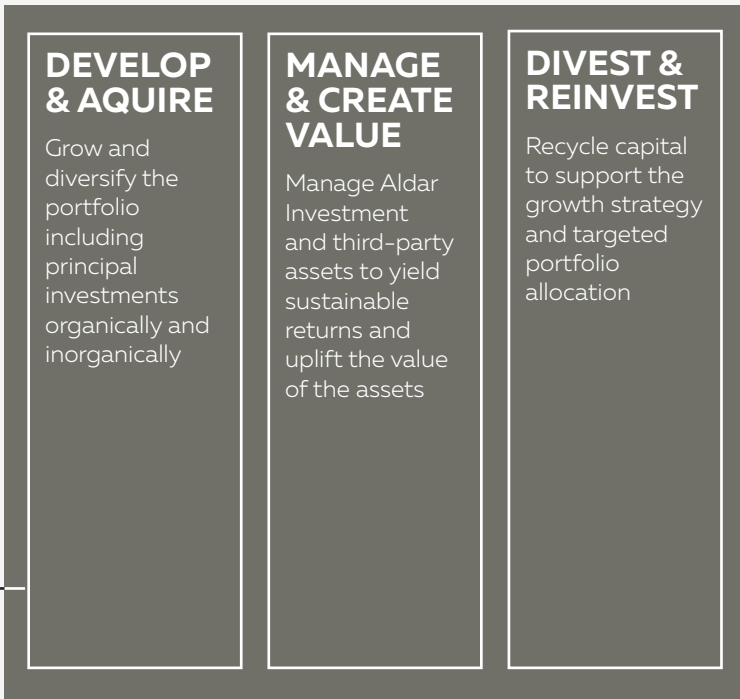 DEVELOP
& AQUIRE
Grow and
diversify the
portfolio
including
principal
investments
organically and
inorganically
MANAGE
& CREATE
VALUE
Manage Aldar
Investment
and third-party
assets to yield
sustainable
returns and
uplift the value
of the assets
DIVEST &
REINVEST
Recycle capital
to support the
growth strategy
and targeted
portfolio
allocation